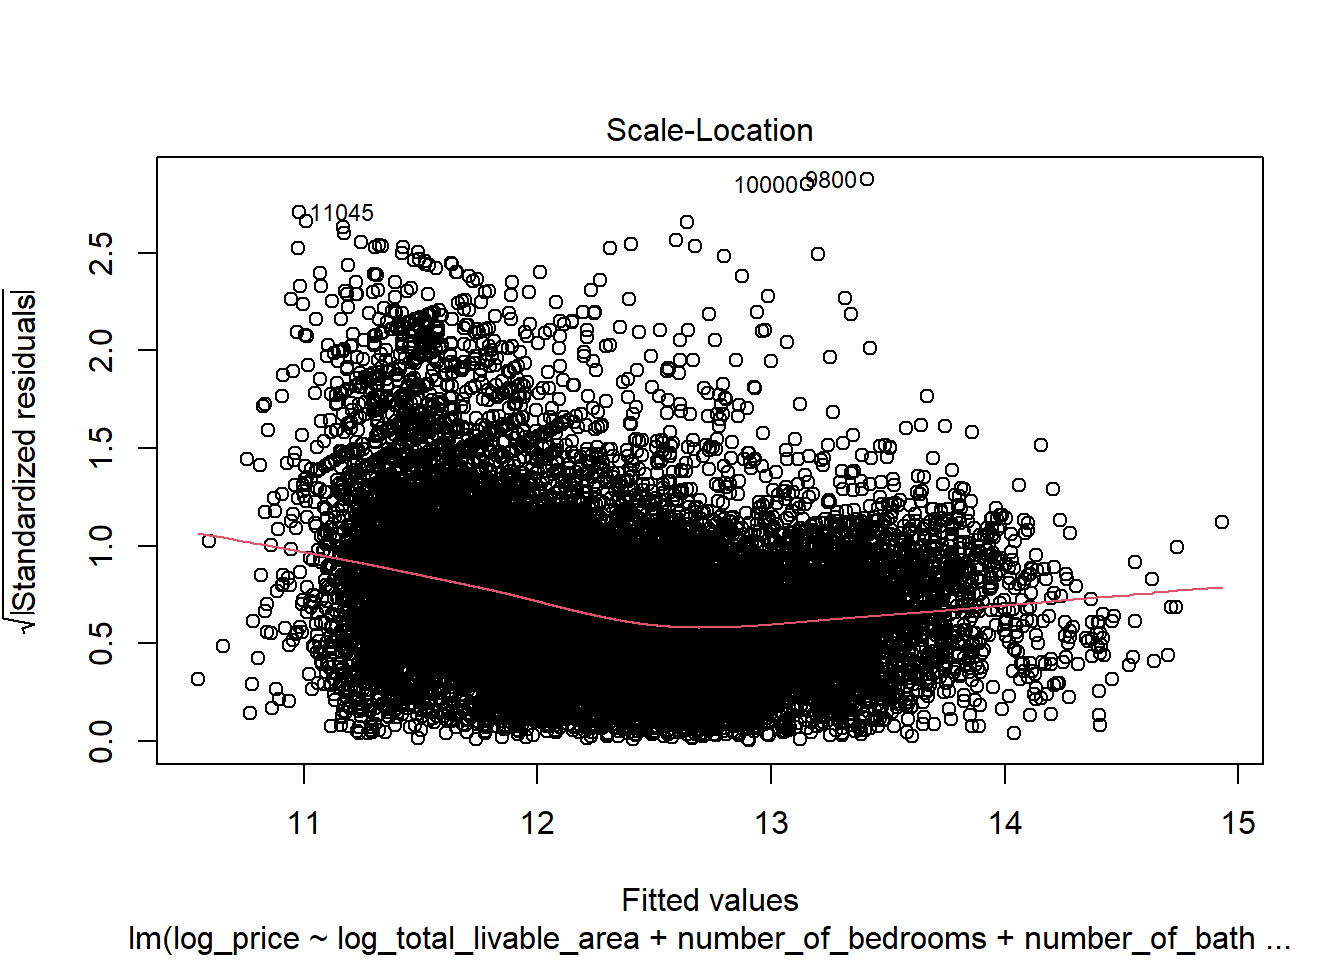 Scale-Location
10000
9800
11045
√|Standardized residuals|
0.0 0.5 1.0 1.5 2.0 2.5
11 12 13 14 15
Fitted values
lm(log_price ~ log_total_livable_area + number_of_bedrooms + number_of_bath ...